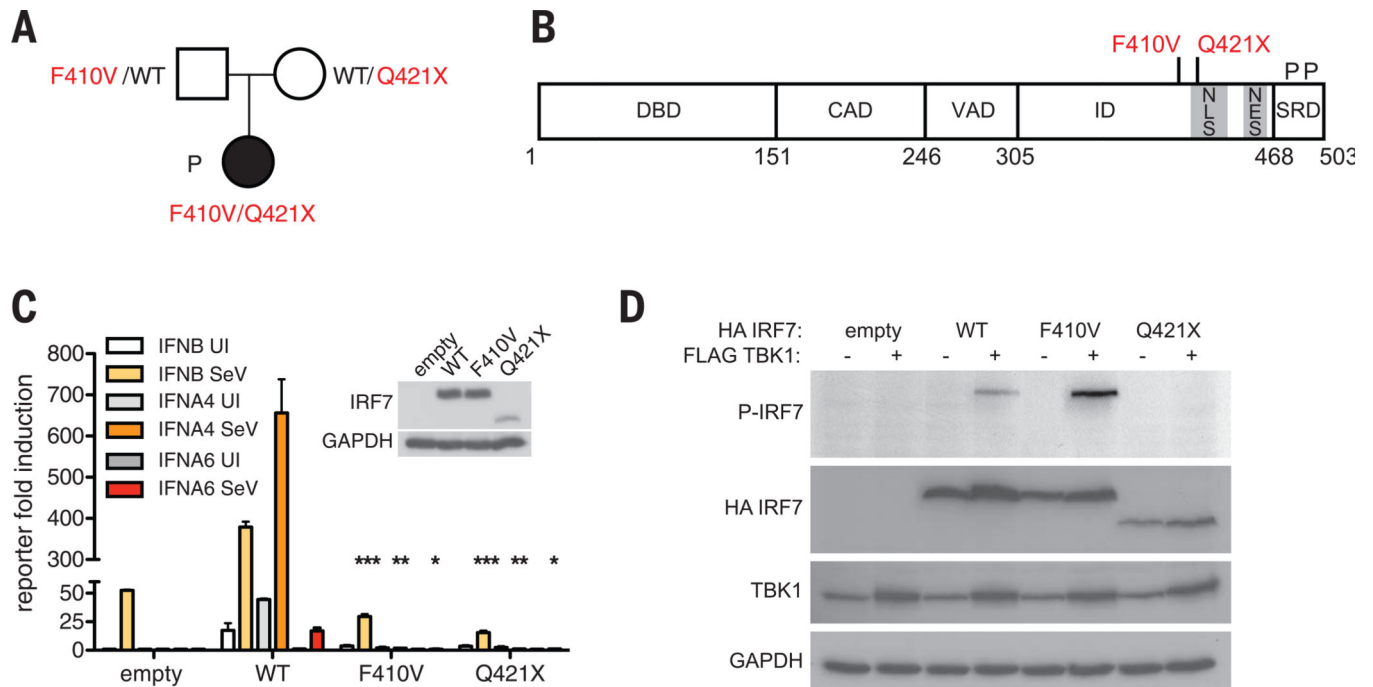 A
F410V /WT
WT/Q421X
P
F410V/Q421X
B
F410V Q421X
P P
DBD CAD VAD ID NLS NES SRD
1 151 246 305 468 503
C
IFNB UI
IFNB SeV
IFNA4 UI
IFNA4 SeV
IFNA6 UI
IFNA6 SeV
reporter fold induction
800
700
600
500
400
300
50
25
0
empty WT F410V Q421X
IRF7
GAPDH
*** ** * *** ** *
empty WT F410V Q421X
D
HA IRF7: empty WT F410V Q421X
FLAG TBK1: - + - + - + - +
P-IRF7
HA IRF7
TBK1
GAPDH